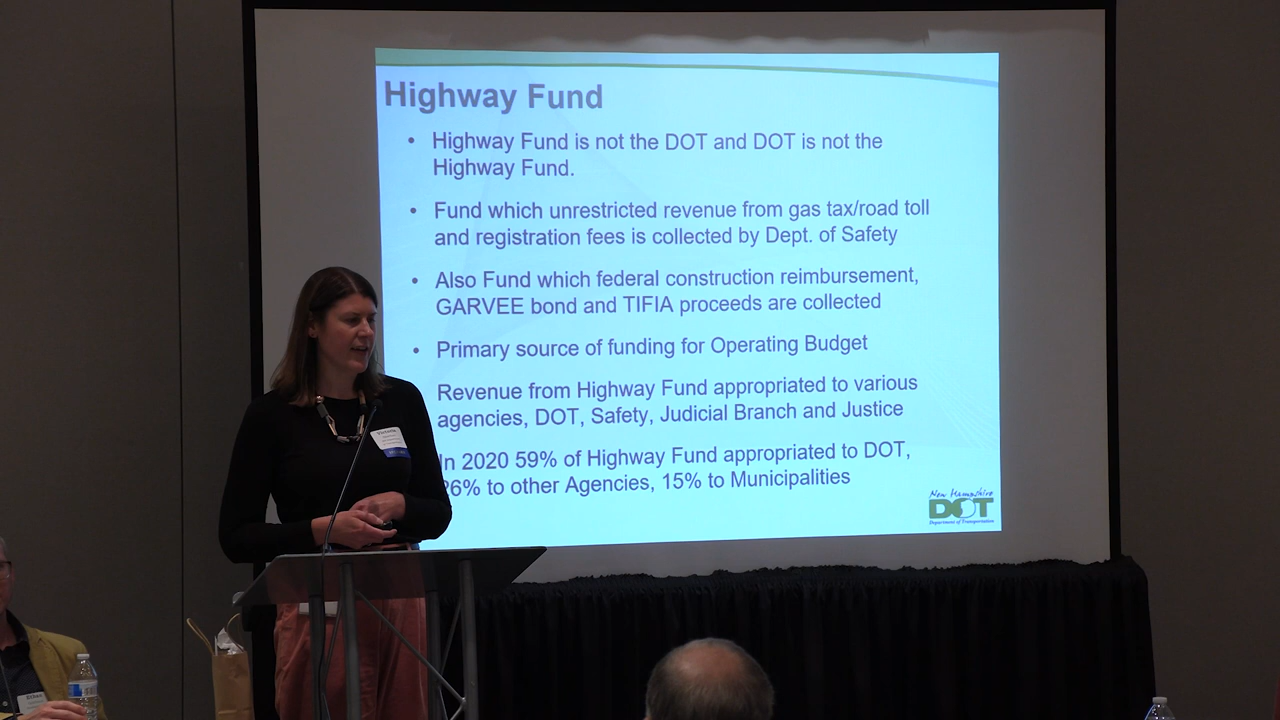 Highway Fund
• Highway Fund is not the DOT and DOT is not the
Highway Fund.
• Fund which unrestricted revenue from gas tax/road toll
and registration fees is collected by Dept. of Safety
• Also Fund which federal construction reimbursement,
GARVEE bond and TIFIA proceeds are collected
• Primary source of funding for Operating Budget
Revenue from Highway Fund appropriated to various
agencies, DOT, Safety, Judicial Branch and Justice
In 2020 59% of Highway Fund appropriated to DOT,
26% to other Agencies, 15% to Municipalities
New Hampshire
DOT
Department of Transportation